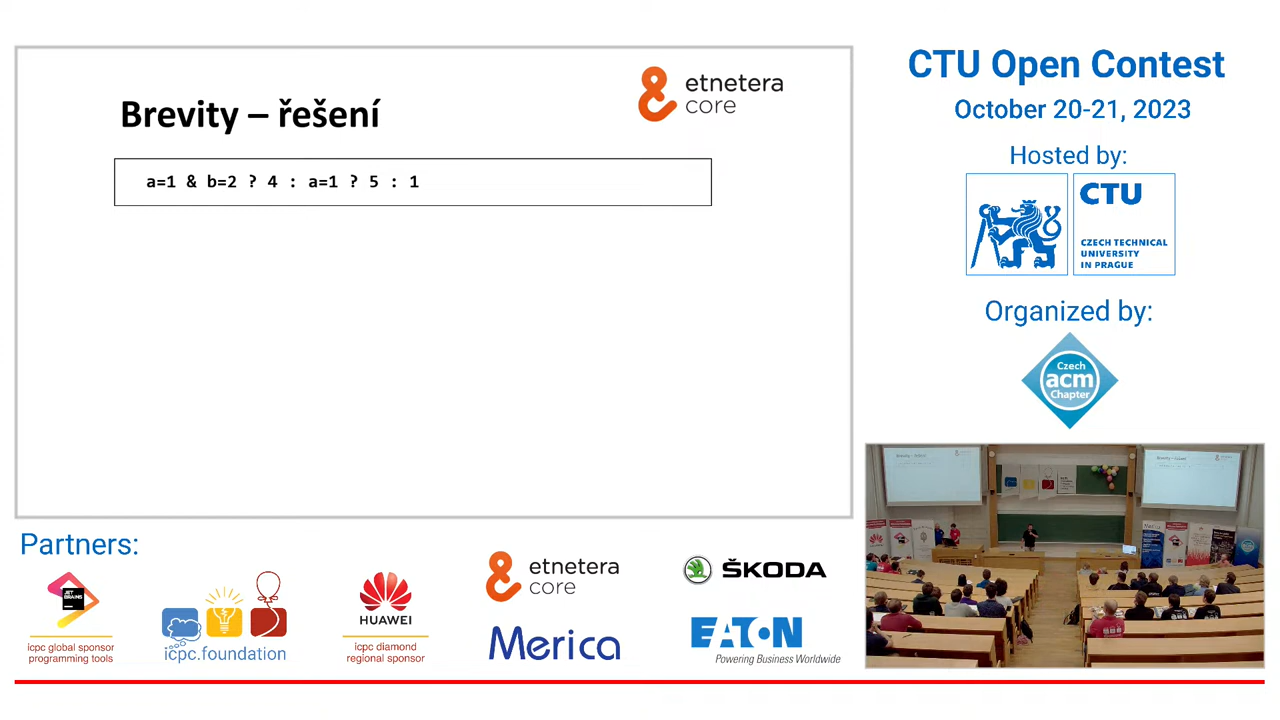 Brevity – řešení
etnetera
core
a=1 & b=2 ? 4 : a=1 ? 5 : 1
CTU Open Contest
October 20-21, 2023
Hosted by:
CTU
CZECH TECHNICAL
UNIVERSITY
IN PRAGUE
Organized by:
Czech
acm
Chapter
Partners:
JET
BRAINS
icpc global sponsor
programming tools
icpc.foundation
HUAWEI
icpc diamond
regional sponsor
etnetera
core
Merica
ŠKODA
EATON
Powering Business Worldwide